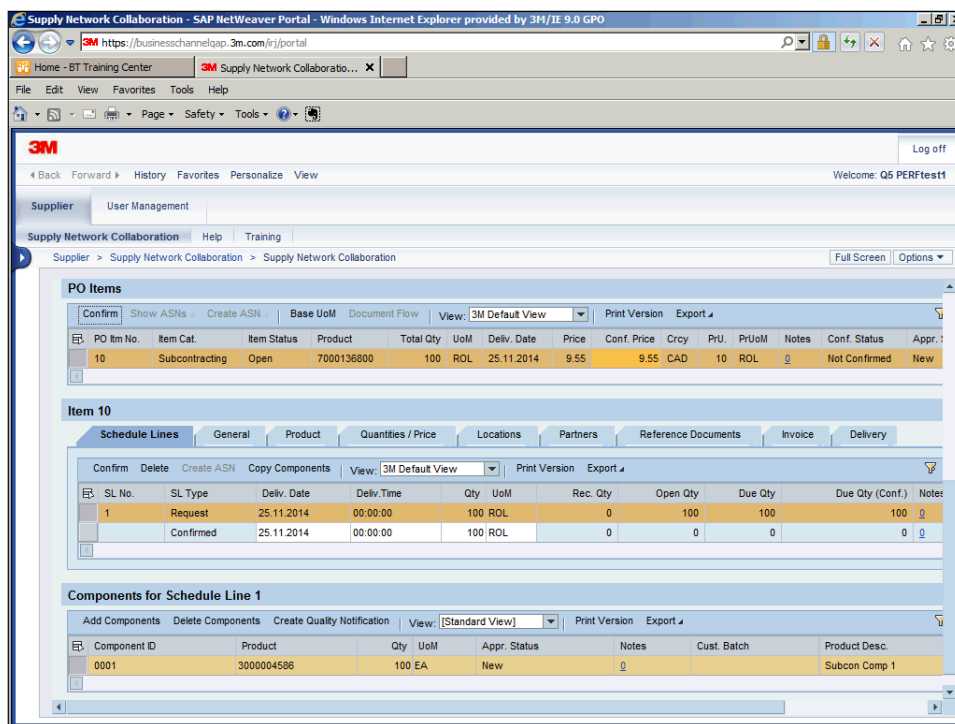 Supply Network Collaboration - SAP NetWeaver Portal - Windows Internet Explorer provided by 3M/IE 9.0 GPO
3M https://businesschannelqap.3m.com/irj/portal
Home - BT Training Center 3M Supply Network Collaboratio... X
File Edit View Favorites Tools Help
Page Safety Tools
3M Log off
Back Forward History Favorites Personalize View Welcome: Q5 PERFtest1
Supplier User Management
Supply Network Collaboration Help Training
Supplier > Supply Network Collaboration > Supply Network Collaboration Full Screen Options
PO Items
Confirm Show ASNs Create ASN Base UoM Document Flow View: 3M Default View Print Version Export
PO Itm No. Item Cat. Item Status Product Total Qty UoM Deliv. Date Price Conf. Price Crcy PrU. PrUoM Notes Conf. Status Appr.
10 Subcontracting Open 7000136800 100 ROL 25.11.2014 9.55 9.55 CAD 10 ROL 0 Not Confirmed New
Item 10
Schedule Lines General Product Quantities / Price Locations Partners Reference Documents Invoice Delivery
Confirm Delete Create ASN Copy Components View: 3M Default View Print Version Export
SL No. SL Type Deliv. Date Deliv.Time Qty UoM Rec. Qty Open Qty Due Qty Due Qty (Conf.) Notes
1 Request 25.11.2014 00:00:00 100 ROL 0 100 100 100 0
Confirmed 25.11.2014 00:00:00 100 ROL 0 0 0 0 0
Components for Schedule Line 1
Add Components Delete Components Create Quality Notification View: [Standard View] Print Version Export
Component ID Product Qty UoM Appr. Status Notes Cust. Batch Product Desc.
0001 3000004586 100 EA New 0 Subcon Comp 1